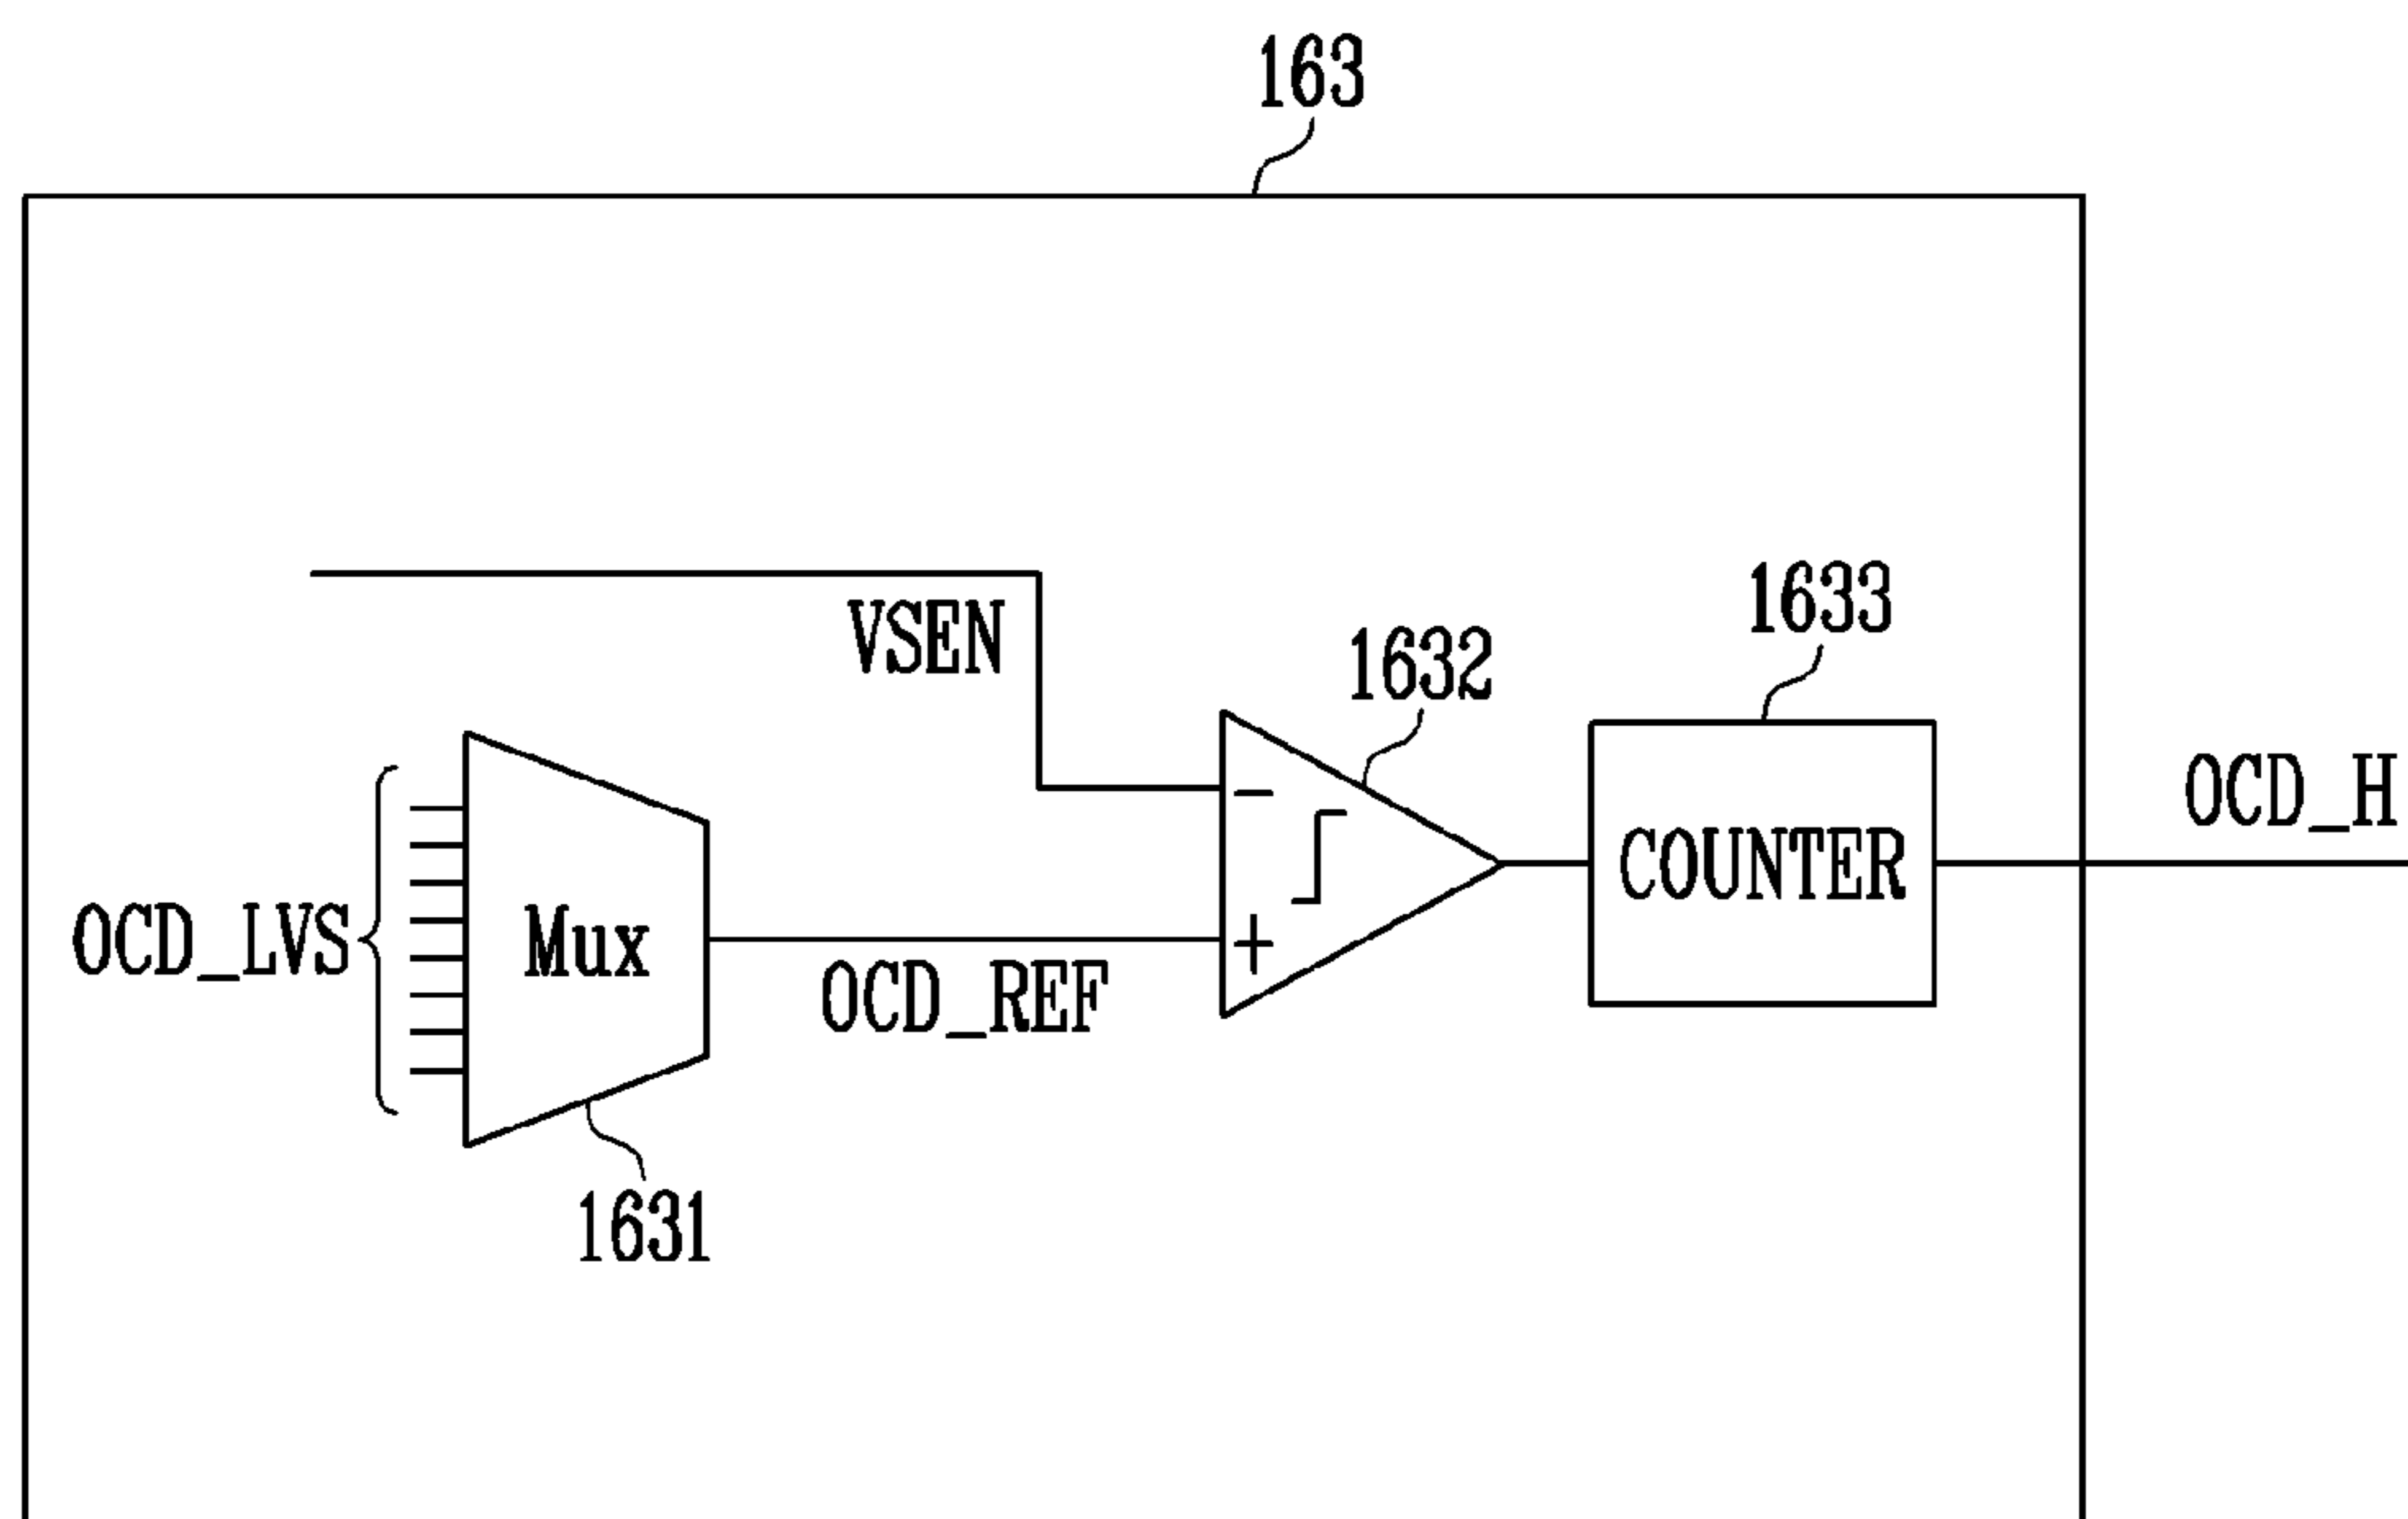 163
VSEN
1632
1633
OCD_LVS
Mux
OCD_REF
−
+
COUNTER
OCD_H
1631